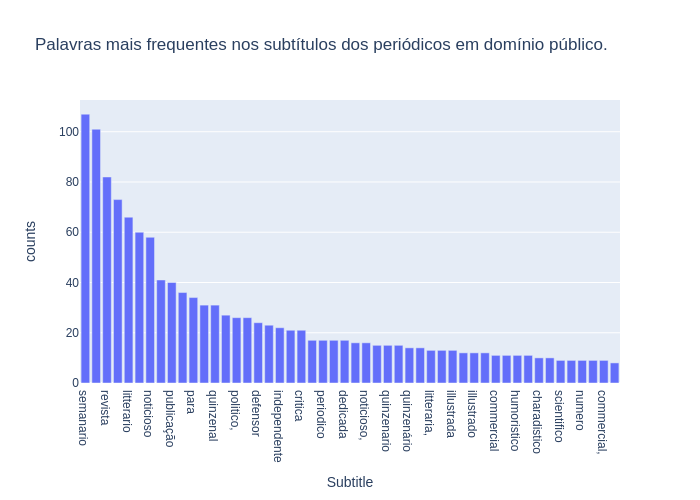 Palavras mais frequentes nos subtítulos dos periódicos em domínio público.
counts
100
80
60
40
20
0
semanario
revista
litterario
noticioso
publicação
para
quinzenal
politico,
defensor
independente
critica
periodico
dedicada
noticioso,
quinzenario
quinzenário
litteraria,
illustrada
illustrado
commercial
humoristico
charadistico
scientifico
numero
commercial,
Subtitle